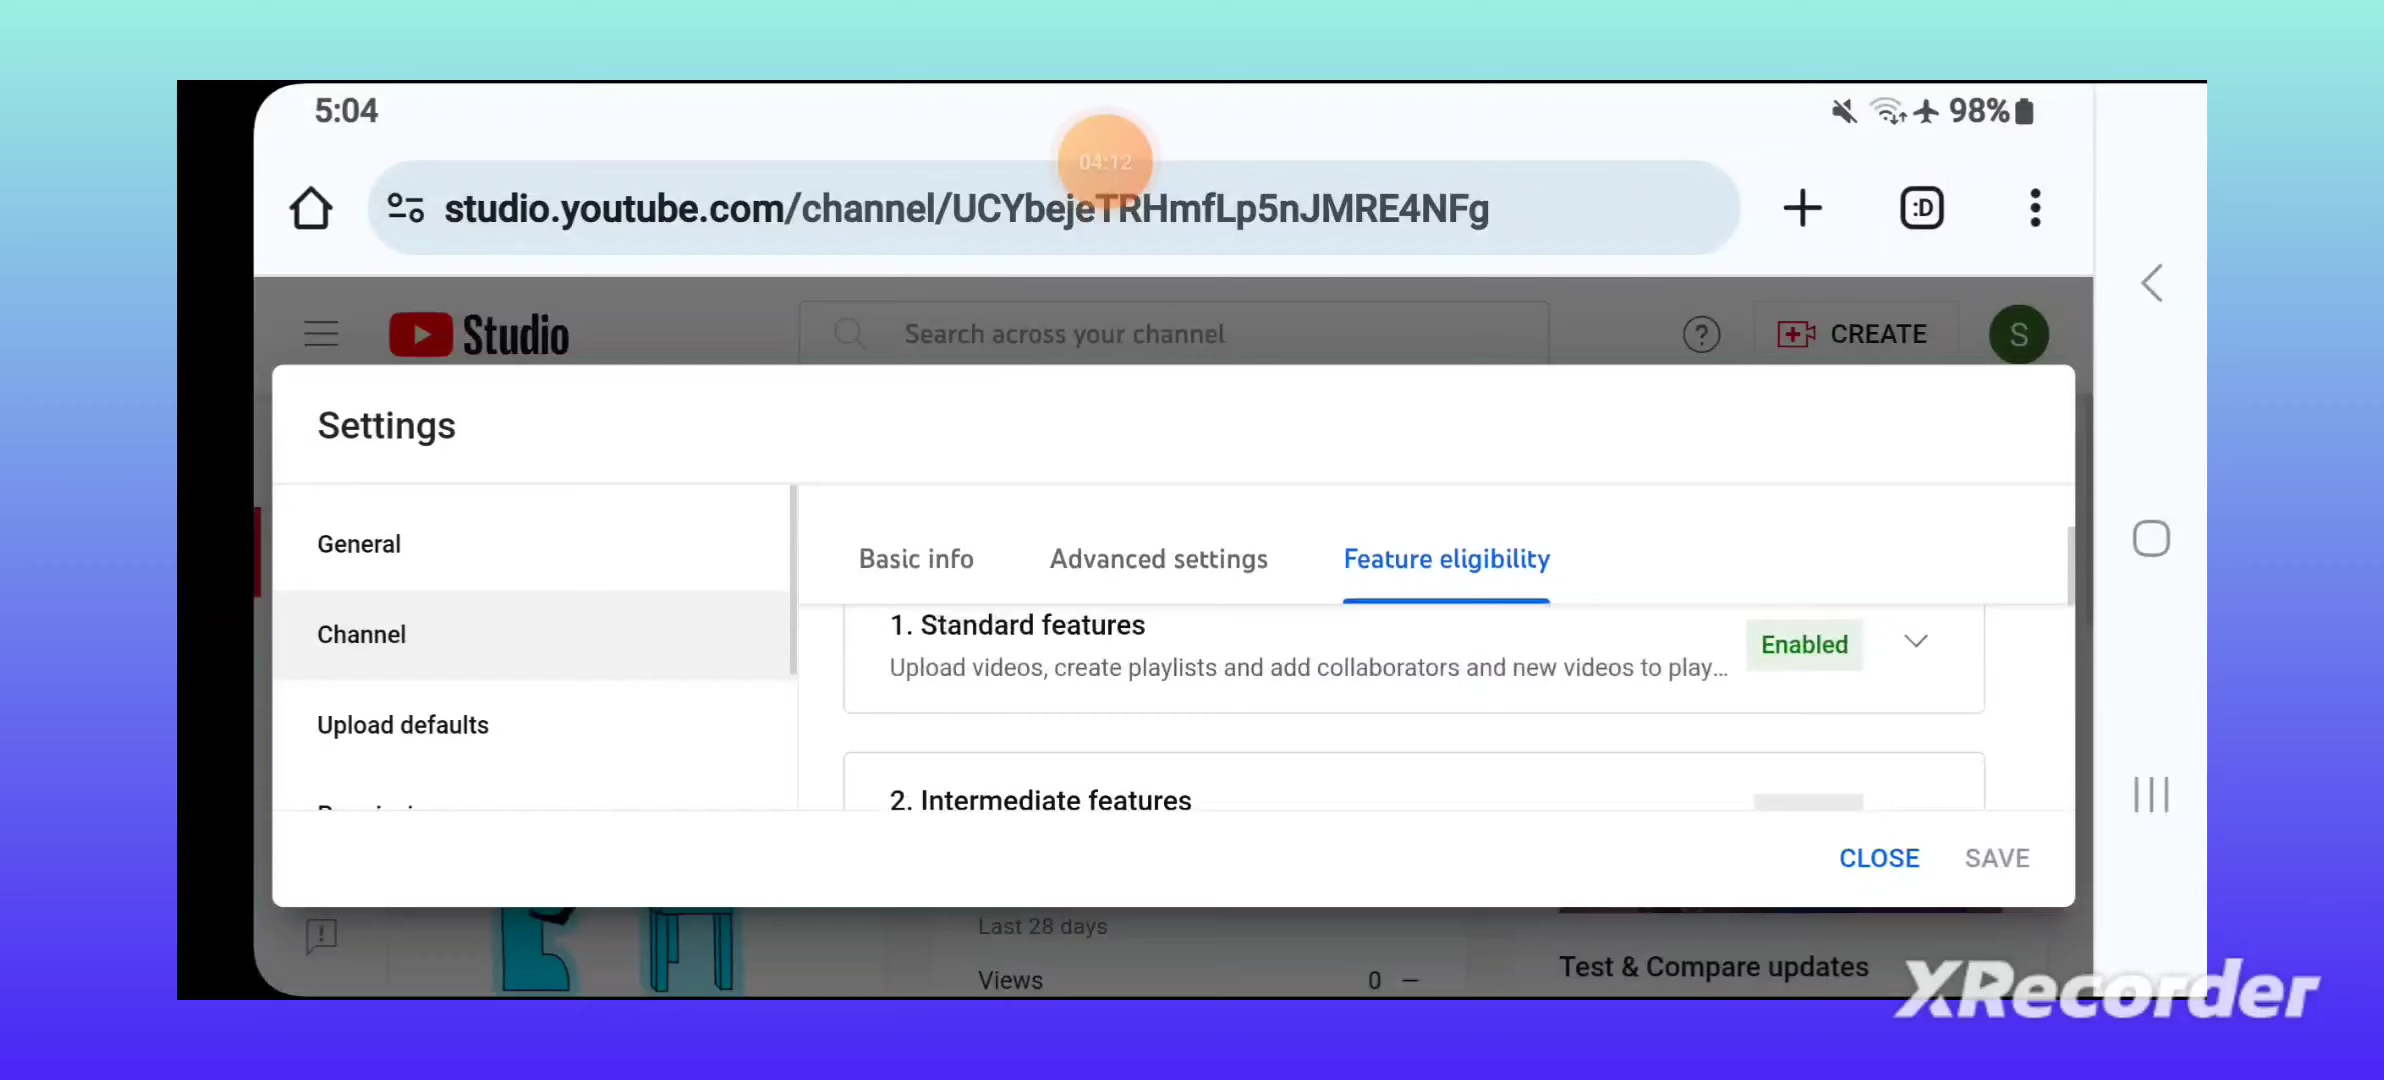 5:04
98%
04:12
studio.youtube.com/channel/UCYbejeTRHmfLp5nJMRE4NFg
:D
Studio
Search across your channel
?
CREATE
S
Settings
General
Channel
Upload defaults
Basic info
Advanced settings
Feature eligibility
1. Standard features
Enabled
Upload videos, create playlists and add collaborators and new videos to play...
2. Intermediate features
CLOSE
SAVE
Last 28 days
Views
0 —
Test & Compare updates
XRecorder